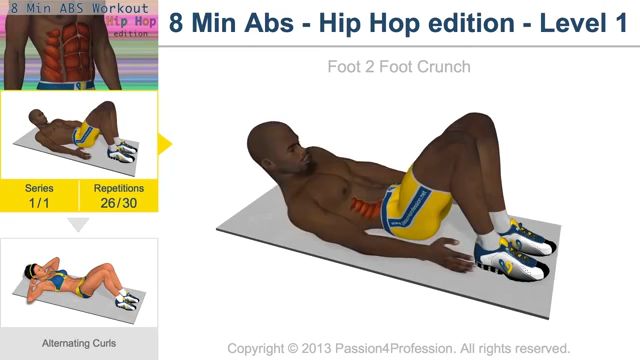 8 Min ABS Workout
Hip Hop
edition
8 Min Abs - Hip Hop edition - Level 1
Foot 2 Foot Crunch
Series
Repetitions
1/1
26/30
Alternating Curls
Copyright © 2013 Passion4Profession. All rights reserved.